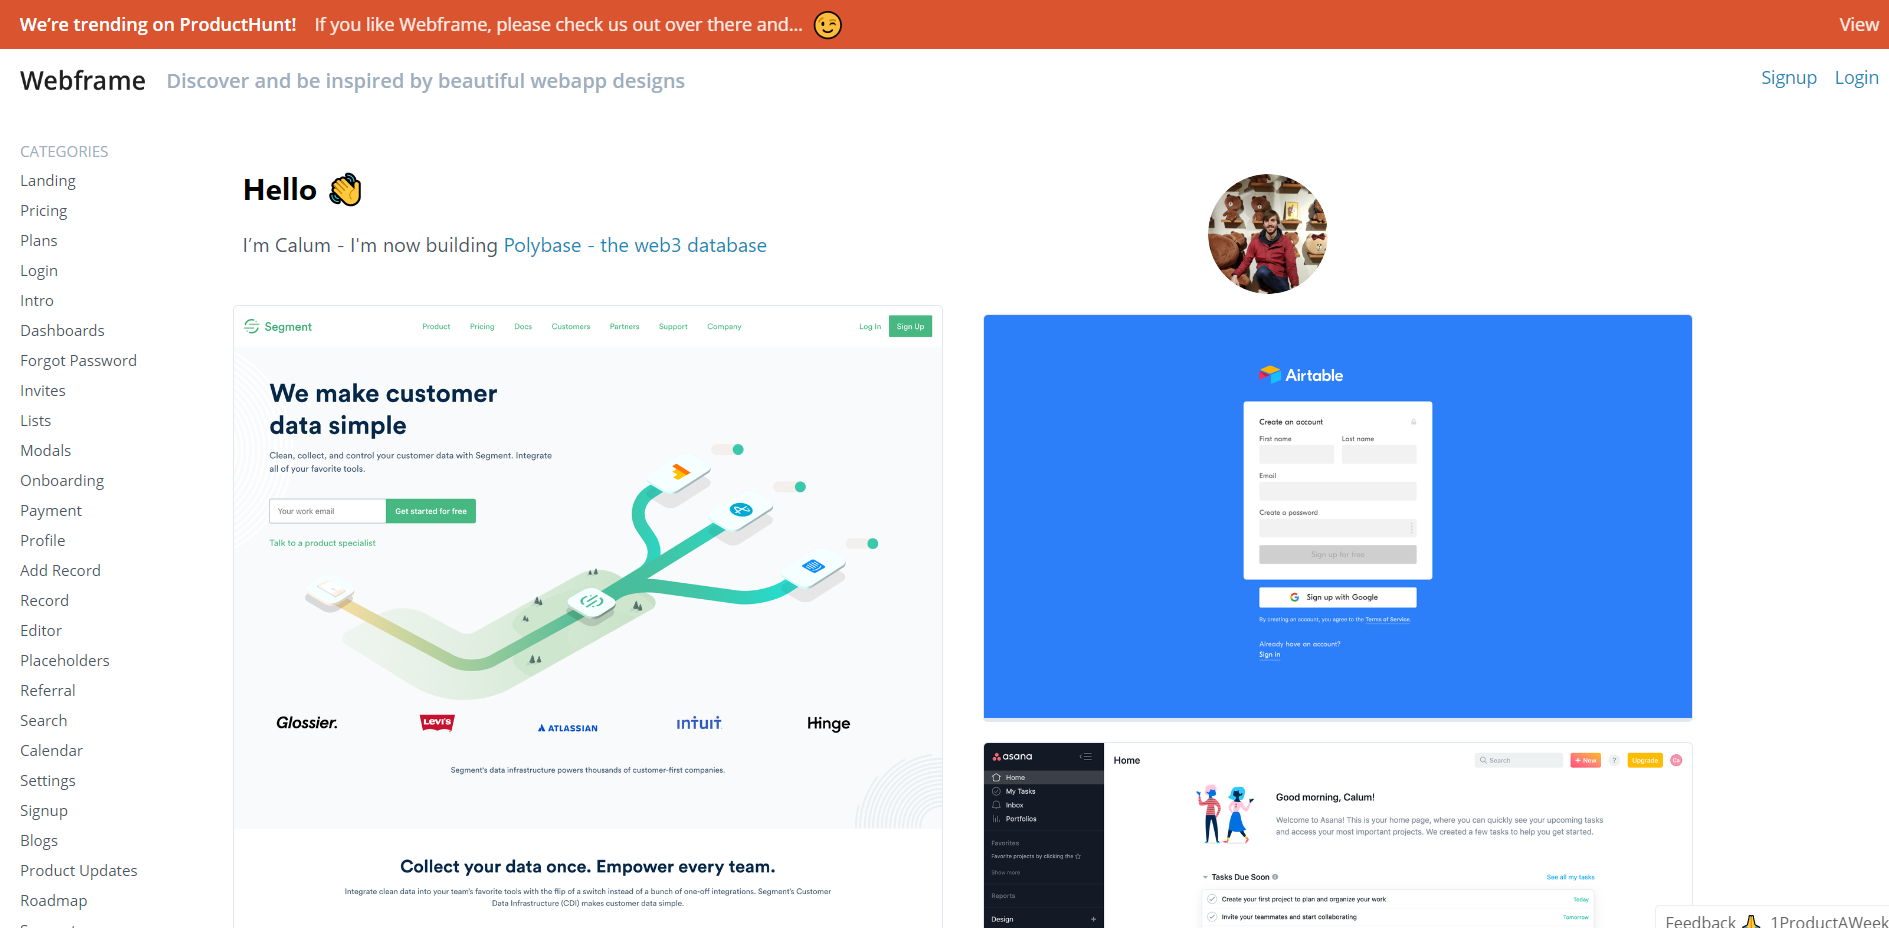 We're trending on ProductHunt! If you like Webframe, please check us out over there and... 😉 View
Webframe Discover and be inspired by beautiful webapp designs Signup Login
CATEGORIES
Landing
Pricing
Plans
Login
Intro
Dashboards
Forgot Password
Invites
Lists
Modals
Onboarding
Payment
Profile
Add Record
Record
Editor
Placeholders
Referral
Search
Calendar
Settings
Signup
Blogs
Product Updates
Roadmap
Hello 👋
I'm Calum - I'm now building Polybase - the web3 database
Segment Product Pricing Docs Customers Partners Support Company Log In Sign Up
We make customer
data simple
Clean, collect, and control your customer data with Segment. Integrate
all of your favorite tools.
Your work email Get started for free
Talk to a product specialist
Glossier. LEVI'S ATLASSIAN INTUIT Hinge
Segment's data infrastructure powers thousands of customer-first companies.
Collect your data once. Empower every team.
Integrate clean data into your team's favorite tools with the flip of a switch instead of a bunch of one-off integrations. Segment's Customer
Data Infrastructure (CDI) makes customer data simple.
Airtable
Create an account
First name Last name
Email
Create a password
Sign up for free
Sign up with Google
By creating an account, you agree to the Terms of Service.
Already have an account?
Sign in
asana
Home
My Tasks
Inbox
Portfolios
Favorites
Favorite projects by clicking the ☆
Show more
Reports
Design +
Home Search + New ? Upgrade Ca
Good morning, Calum!
Welcome to Asana! This is your home page, where you can quickly see your upcoming tasks
and access your most important projects. We created a few tasks to help you get started.
Tasks Due Soon See all my tasks
Create your first project to plan and organize your work Today
Invite your teammates and start collaborating Tomorrow
Feedback 🙏 1ProductAWeek